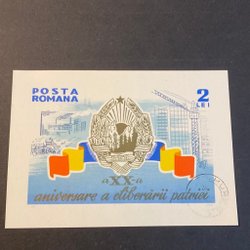 POSTA
ROMANA
2
LEI
a XX-a
aniversare a eliberării patriei